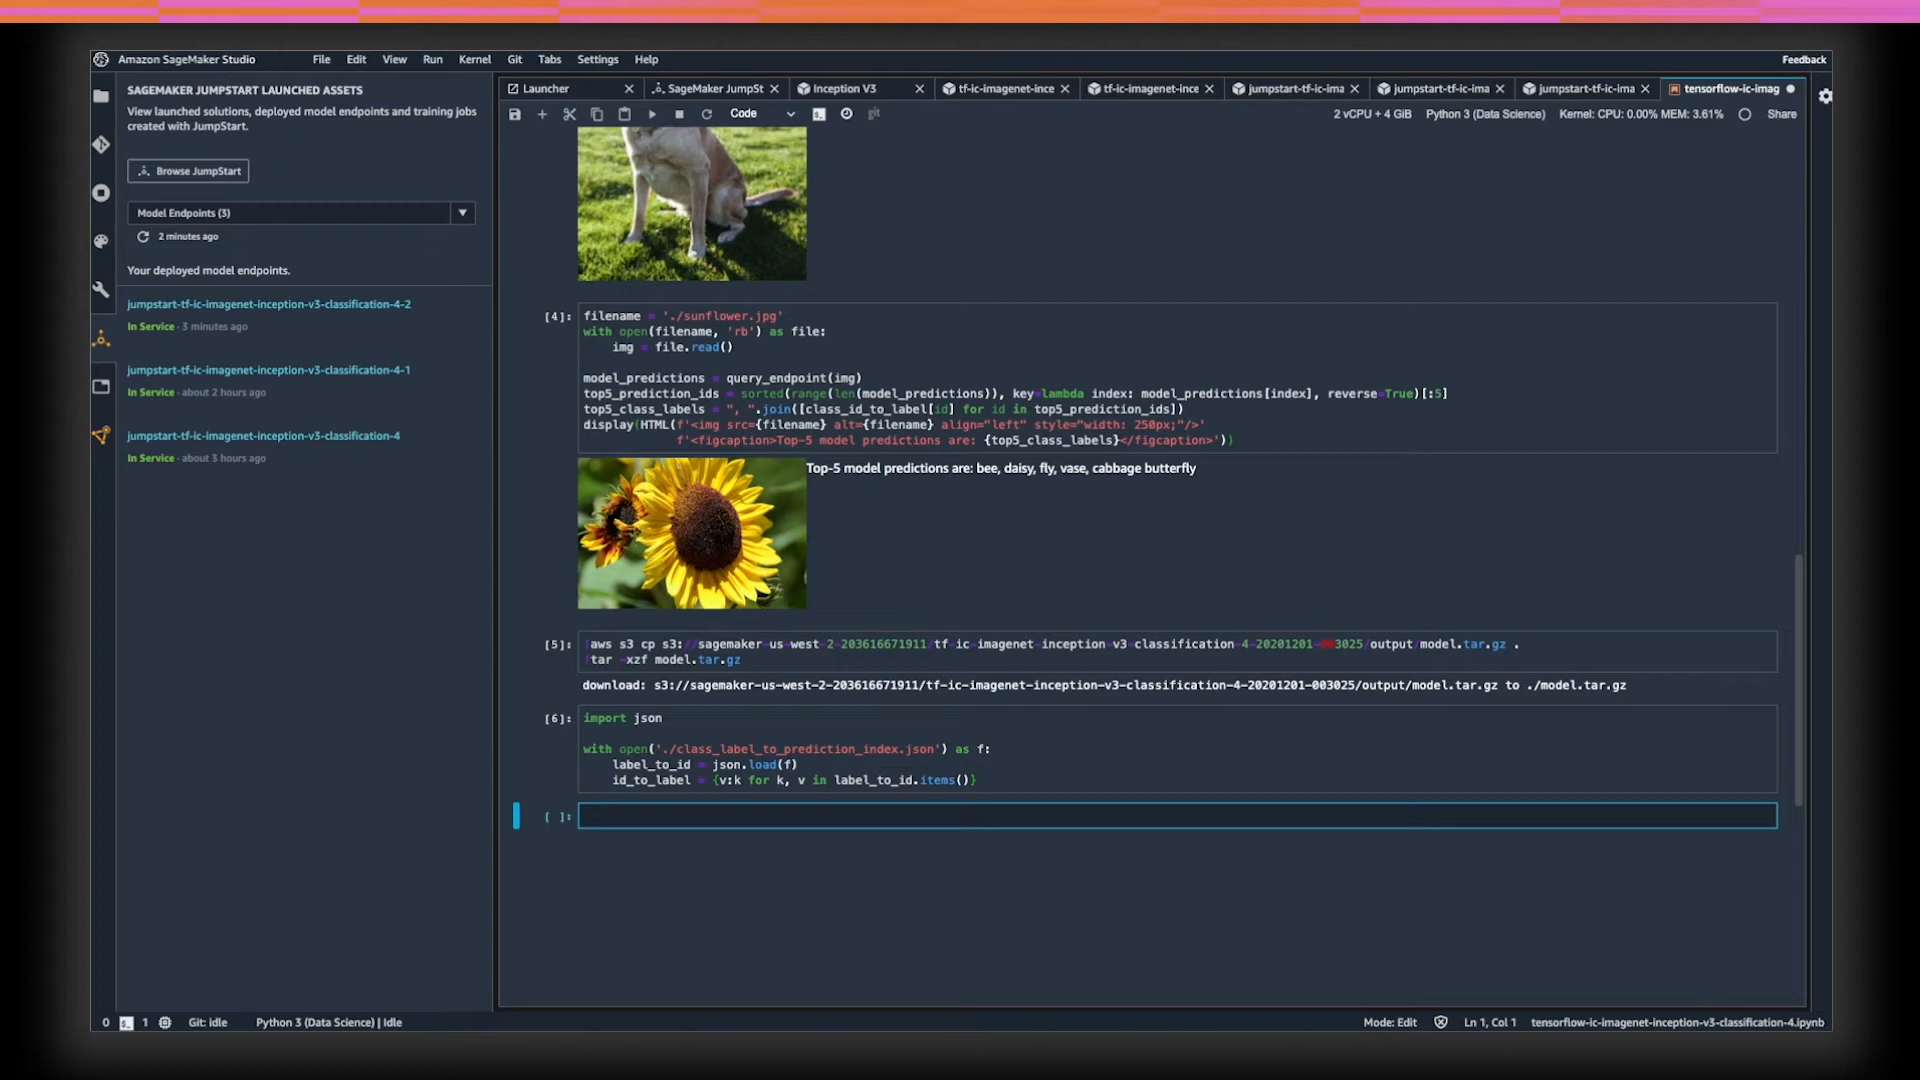 Amazon SageMaker Studio File Edit View Run Kernel Git Tabs Settings Help Feedback
SAGEMAKER JUMPSTART LAUNCHED ASSETS
View launched solutions, deployed model endpoints and training jobs
created with JumpStart.
Browse JumpStart
Model Endpoints (3)
2 minutes ago
Your deployed model endpoints.
jumpstart-tf-ic-imagenet-inception-v3-classification-4-2
In Service · 3 minutes ago
jumpstart-tf-ic-imagenet-inception-v3-classification-4-1
In Service · about 2 hours ago
jumpstart-tf-ic-imagenet-inception-v3-classification-4
In Service · about 3 hours ago
Launcher SageMaker JumpSt Inception V3 tf-ic-imagenet-ince tf-ic-imagenet-ince jumpstart-tf-ic-ima jumpstart-tf-ic-ima jumpstart-tf-ic-ima tensorflow-ic-imag
Code git 2 vCPU + 4 GiB Python 3 (Data Science) Kernel: CPU: 0.00% MEM: 3.61% Share
[4]: filename = './sunflower.jpg'
with open(filename, 'rb') as file:
img = file.read()
model_predictions = query_endpoint(img)
top5_prediction_ids = sorted(range(len(model_predictions)), key=lambda index: model_predictions[index], reverse=True)[:5]
top5_class_labels = ", ".join([class_id_to_label[id] for id in top5_prediction_ids])
display(HTML(f'<img src={filename} alt={filename} align="left" style="width: 250px;"/>'
f'<figcaption>Top-5 model predictions are: {top5_class_labels}</figcaption>'))
Top-5 model predictions are: bee, daisy, fly, vase, cabbage butterfly
[5]: !aws s3 cp s3://sagemaker-us-west-2-203616671911/tf-ic-imagenet-inception-v3-classification-4-20201201-003025/output/model.tar.gz .
!tar -xzf model.tar.gz
download: s3://sagemaker-us-west-2-203616671911/tf-ic-imagenet-inception-v3-classification-4-20201201-003025/output/model.tar.gz to ./model.tar.gz
[6]: import json
with open('./class_label_to_prediction_index.json') as f:
label_to_id = json.load(f)
id_to_label = {v:k for k, v in label_to_id.items()}
[ ]:
0 1 Git: idle Python 3 (Data Science) | Idle Mode: Edit Ln 1, Col 1 tensorflow-ic-imagenet-inception-v3-classification-4.ipynb